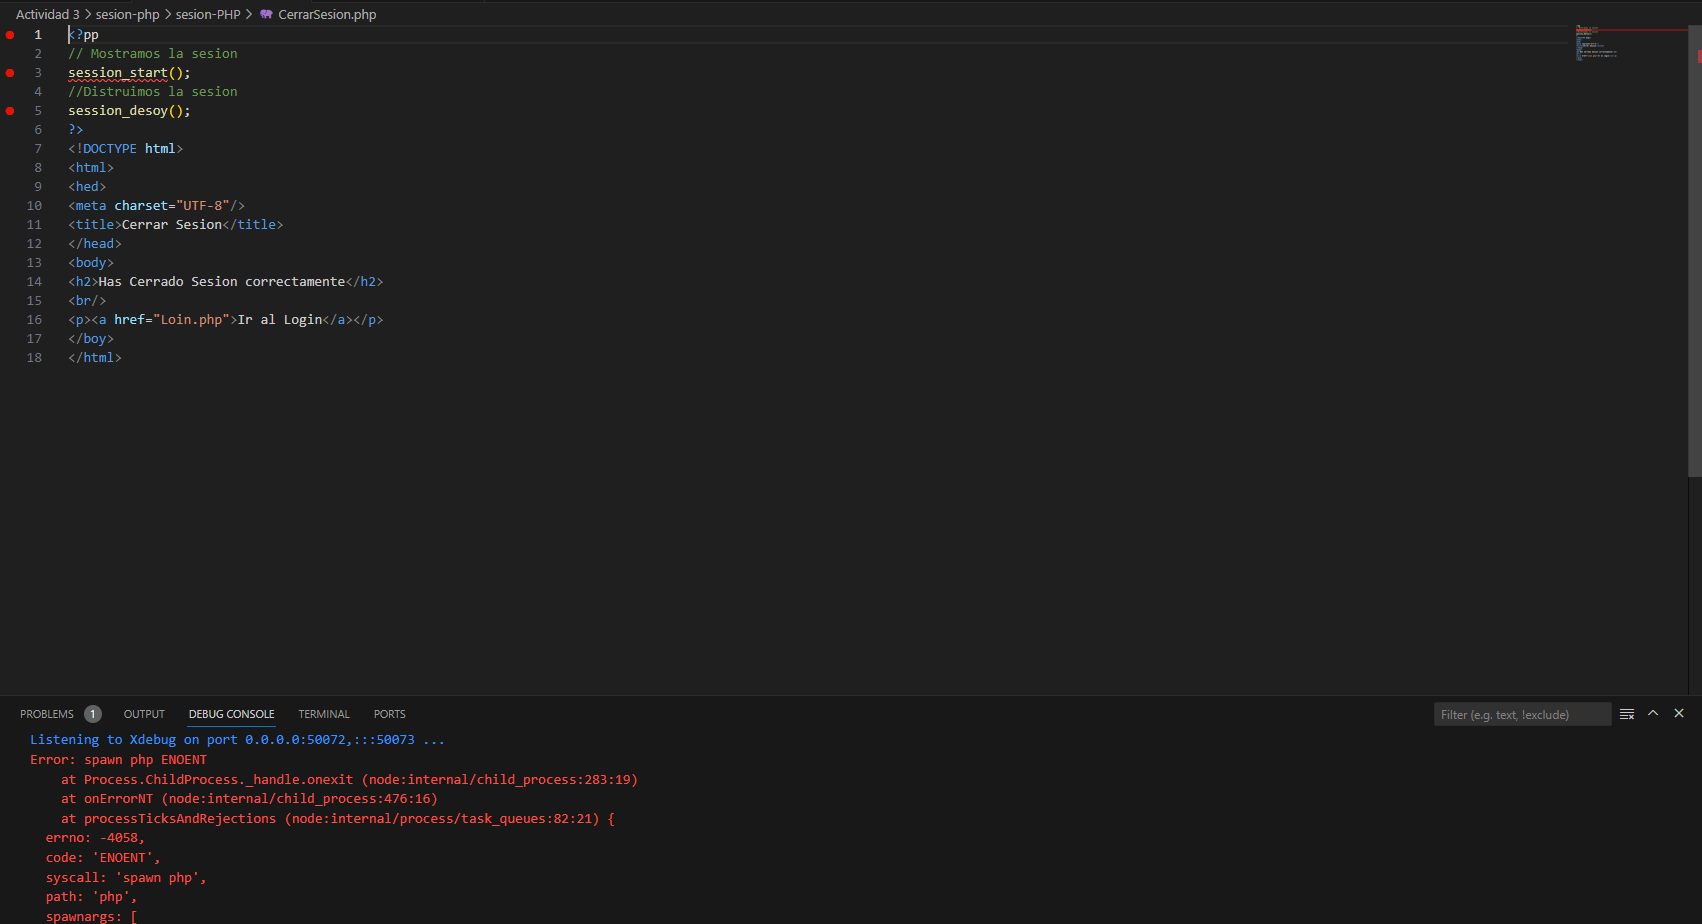 Actividad 3 > sesion-php > sesion-PHP > CerrarSesion.php
1 <?pp
2 // Mostramos la sesion
3 session_start();
4 //Distruimos la sesion
5 session_desoy();
6 ?>
7 <!DOCTYPE html>
8 <html>
9 <hed>
10 <meta charset="UTF-8"/>
11 <title>Cerrar Sesion</title>
12 </head>
13 <body>
14 <h2>Has Cerrado Sesion correctamente</h2>
15 <br/>
16 <p><a href="Loin.php">Ir al Login</a></p>
17 </boy>
18 </html>
PROBLEMS 1 OUTPUT DEBUG CONSOLE TERMINAL PORTS Filter (e.g. text, !exclude)
Listening to Xdebug on port 0.0.0.0:50072,:::50073 ...
Error: spawn php ENOENT
at Process.ChildProcess._handle.onexit (node:internal/child_process:283:19)
at onErrorNT (node:internal/child_process:476:16)
at processTicksAndRejections (node:internal/process/task_queues:82:21) {
errno: -4058,
code: 'ENOENT',
syscall: 'spawn php',
path: 'php',
spawnargs: [